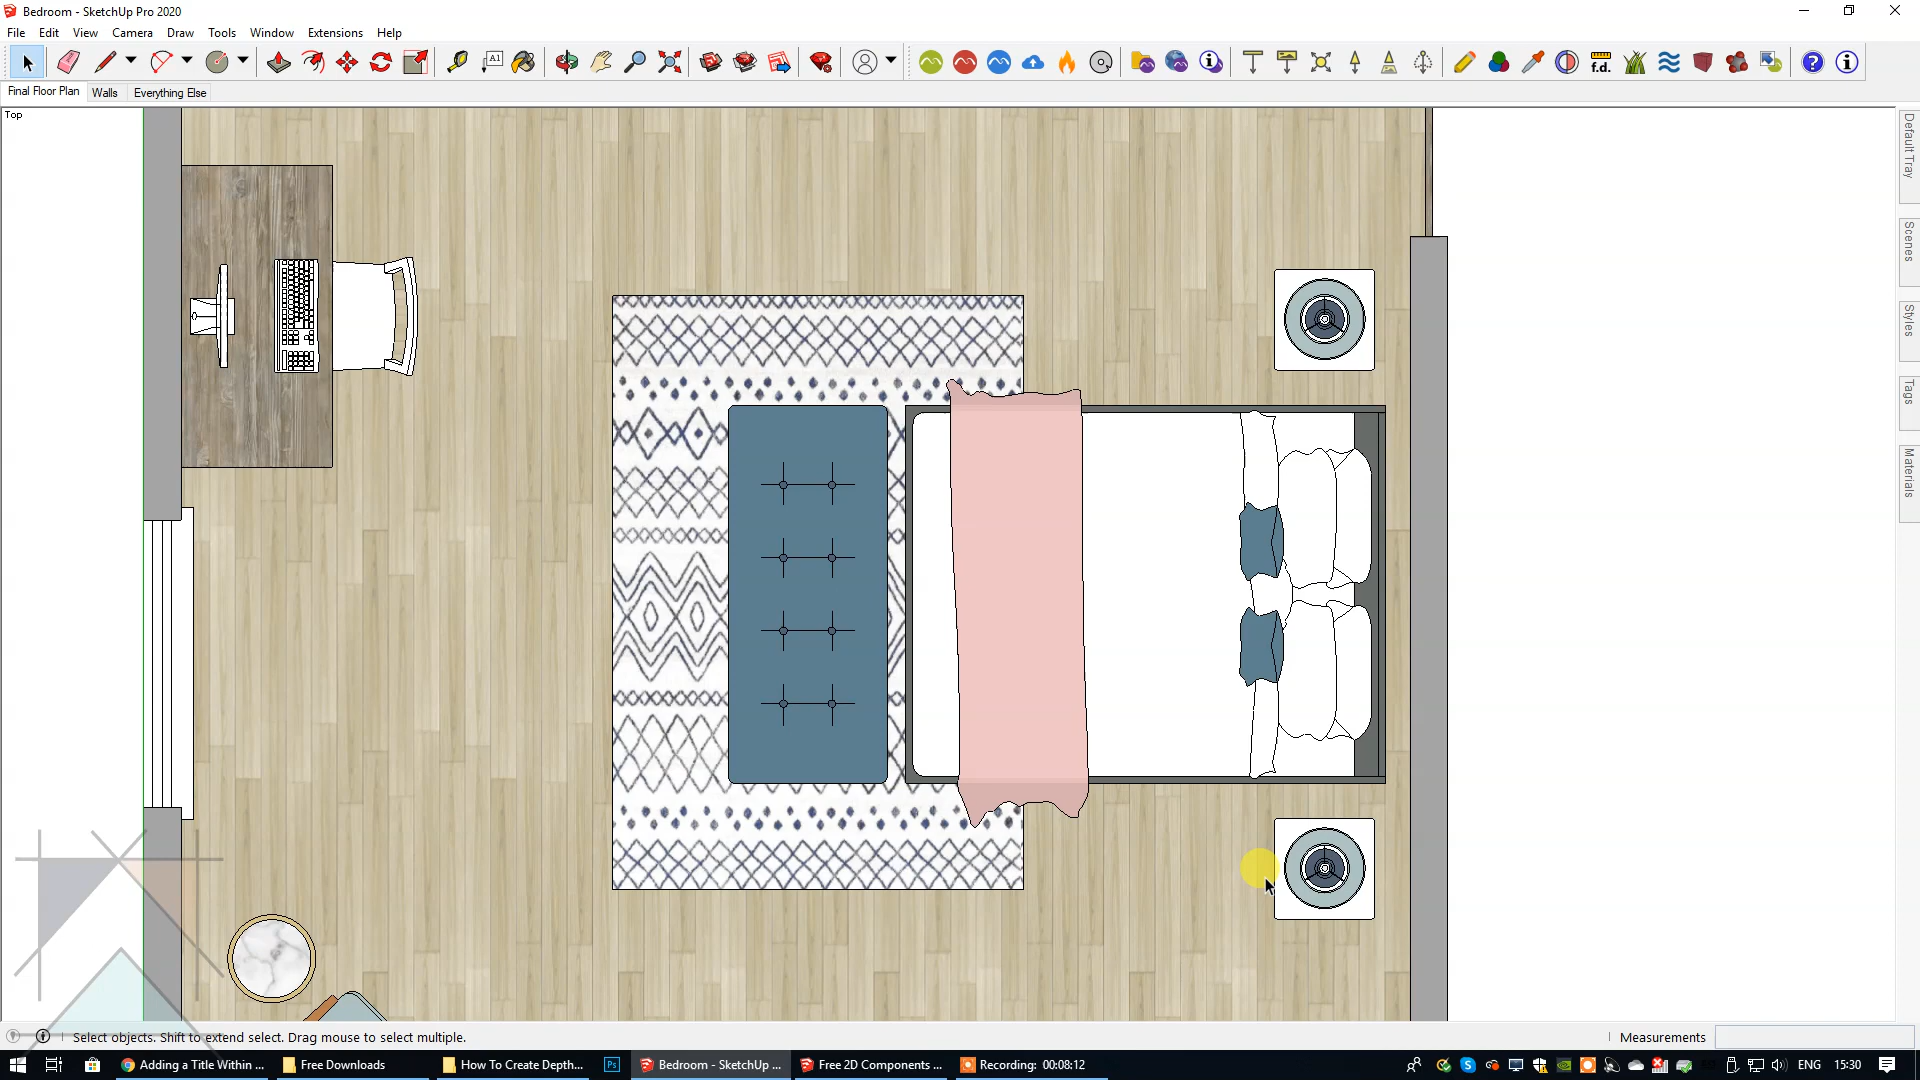 Bedroom - SketchUp Pro 2020
File Edit View Camera Draw Tools Window Extensions Help
A1
f.d.
Final Floor Plan Walls Everything Else
Top
Default Tray
Scenes
Styles
Tags
Materials
Select objects. Shift to extend select. Drag mouse to select multiple.
Measurements
Adding a Title Within ...
Free Downloads
How To Create Depth...
Ps
Bedroom - SketchUp ...
Free 2D Components ...
Recording: 00:08:12
ENG
15:30